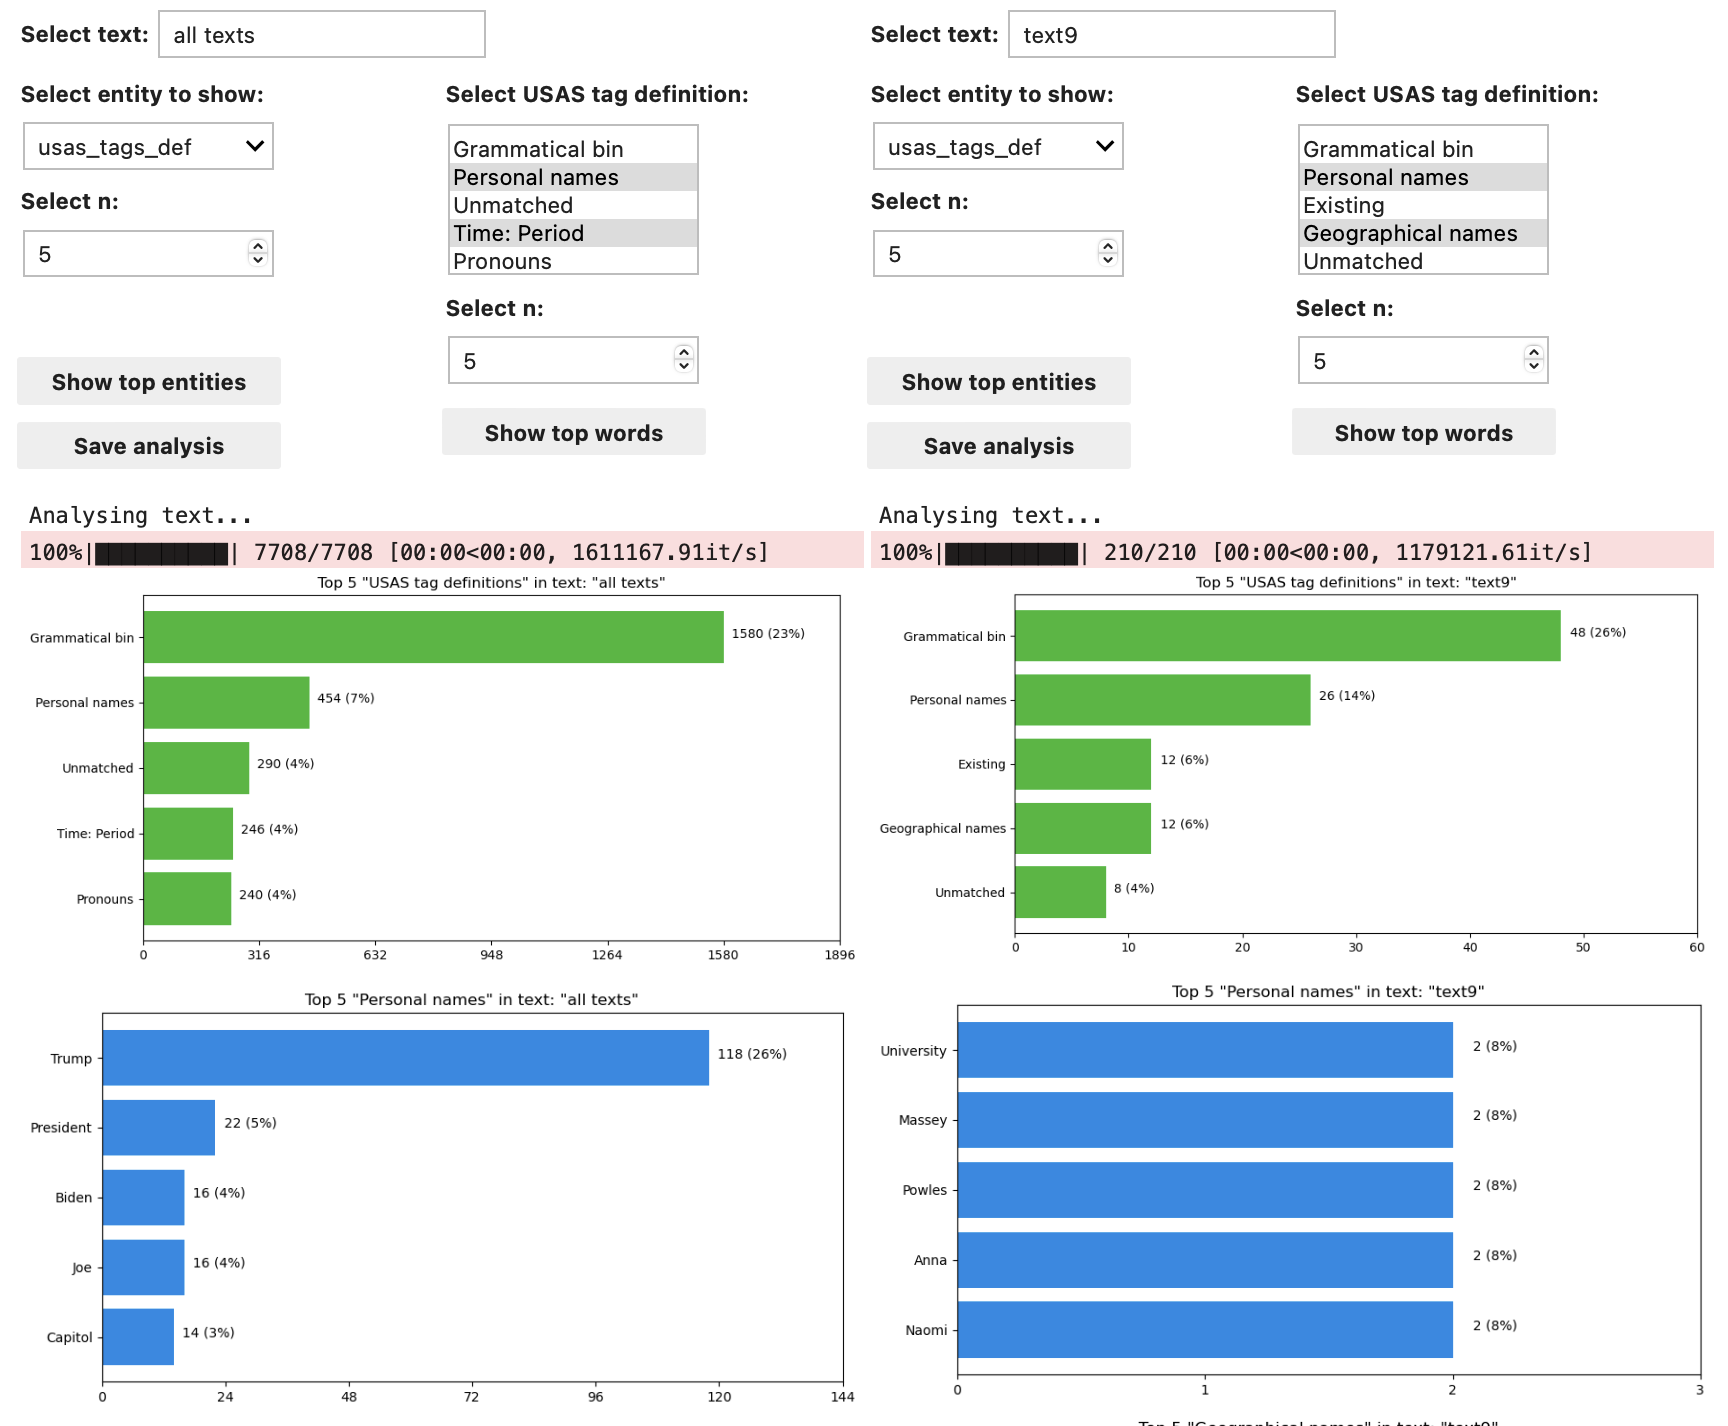 Select text: all texts
Select entity to show:
usas_tags_def
Select n:
5
Show top entities
Save analysis
Select USAS tag definition:
Grammatical bin
Personal names
Unmatched
Time: Period
Pronouns
Select n:
5
Show top words
Analysing text...
100%|██████████| 7708/7708 [00:00<00:00, 1611167.91it/s]
Top 5 "USAS tag definitions" in text: "all texts"
Grammatical bin 1580 (23%)
Personal names 454 (7%)
Unmatched 290 (4%)
Time: Period 246 (4%)
Pronouns 240 (4%)
0 316 632 948 1264 1580 1896
Top 5 "Personal names" in text: "all texts"
Trump 118 (26%)
President 22 (5%)
Biden 16 (4%)
Joe 16 (4%)
Capitol 14 (3%)
0 24 48 72 96 120 144
Select text: text9
Select entity to show:
usas_tags_def
Select n:
5
Show top entities
Save analysis
Select USAS tag definition:
Grammatical bin
Personal names
Existing
Geographical names
Unmatched
Select n:
5
Show top words
Analysing text...
100%|██████████| 210/210 [00:00<00:00, 1179121.61it/s]
Top 5 "USAS tag definitions" in text: "text9"
Grammatical bin 48 (26%)
Personal names 26 (14%)
Existing 12 (6%)
Geographical names 12 (6%)
Unmatched 8 (4%)
0 10 20 30 40 50 60
Top 5 "Personal names" in text: "text9"
University 2 (8%)
Massey 2 (8%)
Powles 2 (8%)
Anna 2 (8%)
Naomi 2 (8%)
0 1 2 3
Top 5 "Geographical names" in text: "text9"